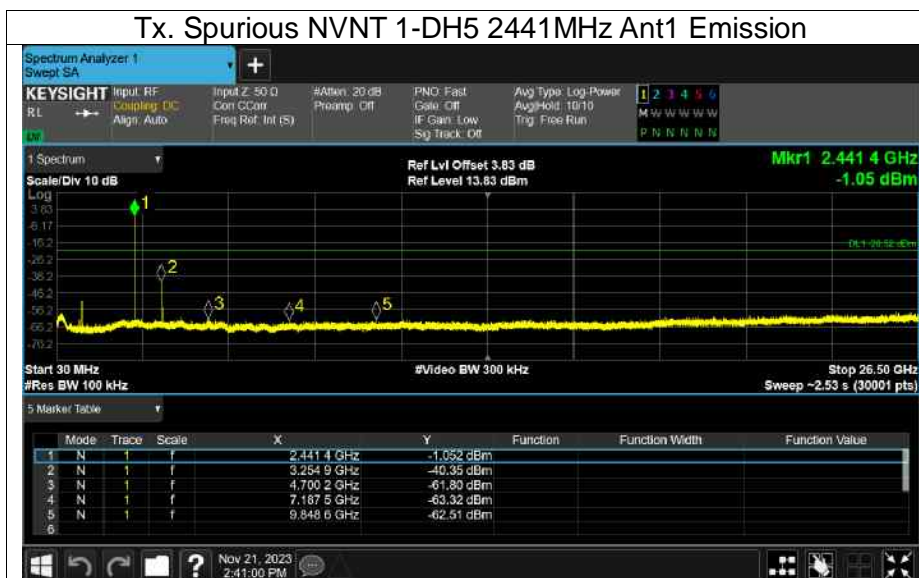 Tx. Spurious NVNT 1-DH5 2441MHz Ant1 Emission
Spectrum Analyzer 1
Swept SA
+
KEYSIGHT Input: RF Input Z: 50 Ω #Atten: 20 dB PNO: Fast Avg Type: Log-Power 1 2 3 4 5 6
RL Coupling: DC Corr CCorr Preamp: Off Gate: Off Avg|Hold: 10/10 M W W W W W
Align: Auto Freq Ref: Int (S) IF Gain: Low Trig: Free Run
Sig Track: Off P N N N N N
1 Spectrum Ref Lvl Offset 3.83 dB Mkr1 2.441 4 GHz
Scale/Div 10 dB Ref Level 13.83 dBm -1.05 dBm
Log
3.83
-6.17
-16.2
DL1 -20.52 dBm
-26.2
-36.2
-46.2
-56.2
-66.2
-76.2
1
2
3
4
5
Start 30 MHz #Video BW 300 kHz Stop 26.50 GHz
#Res BW 100 kHz Sweep ~2.53 s (30001 pts)
5 Marker Table
Mode Trace Scale X Y Function Function Width Function Value
1 N 1 f 2.441 4 GHz -1.052 dBm
2 N 1 f 3.254 9 GHz -40.35 dBm
3 N 1 f 4.700 2 GHz -61.80 dBm
4 N 1 f 7.187 5 GHz -63.32 dBm
5 N 1 f 9.848 6 GHz -62.51 dBm
6
? Nov 21, 2023
2:41:00 PM